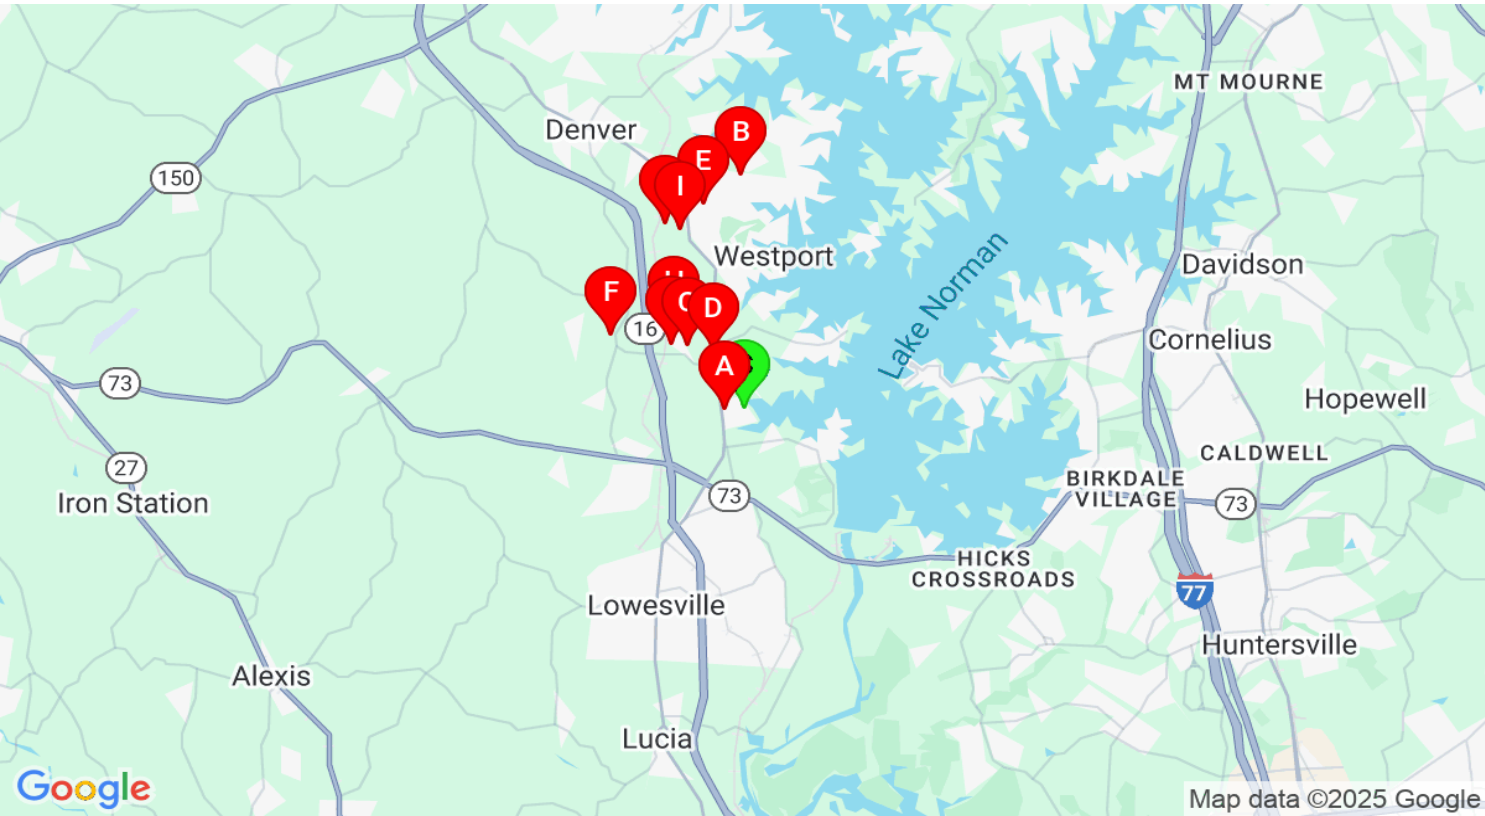 MT MOURNE
B
Denver
E
150
I
Westport
Davidson
Lake Norman
F
C
D
16
Cornelius
A
73
Hopewell
CALDWELL
27
BIRKDALE
VILLAGE
Iron Station
73
73
HICKS
CROSSROADS
77
Lowesville
Huntersville
Alexis
Lucia
Google
Map data ©2025 Google